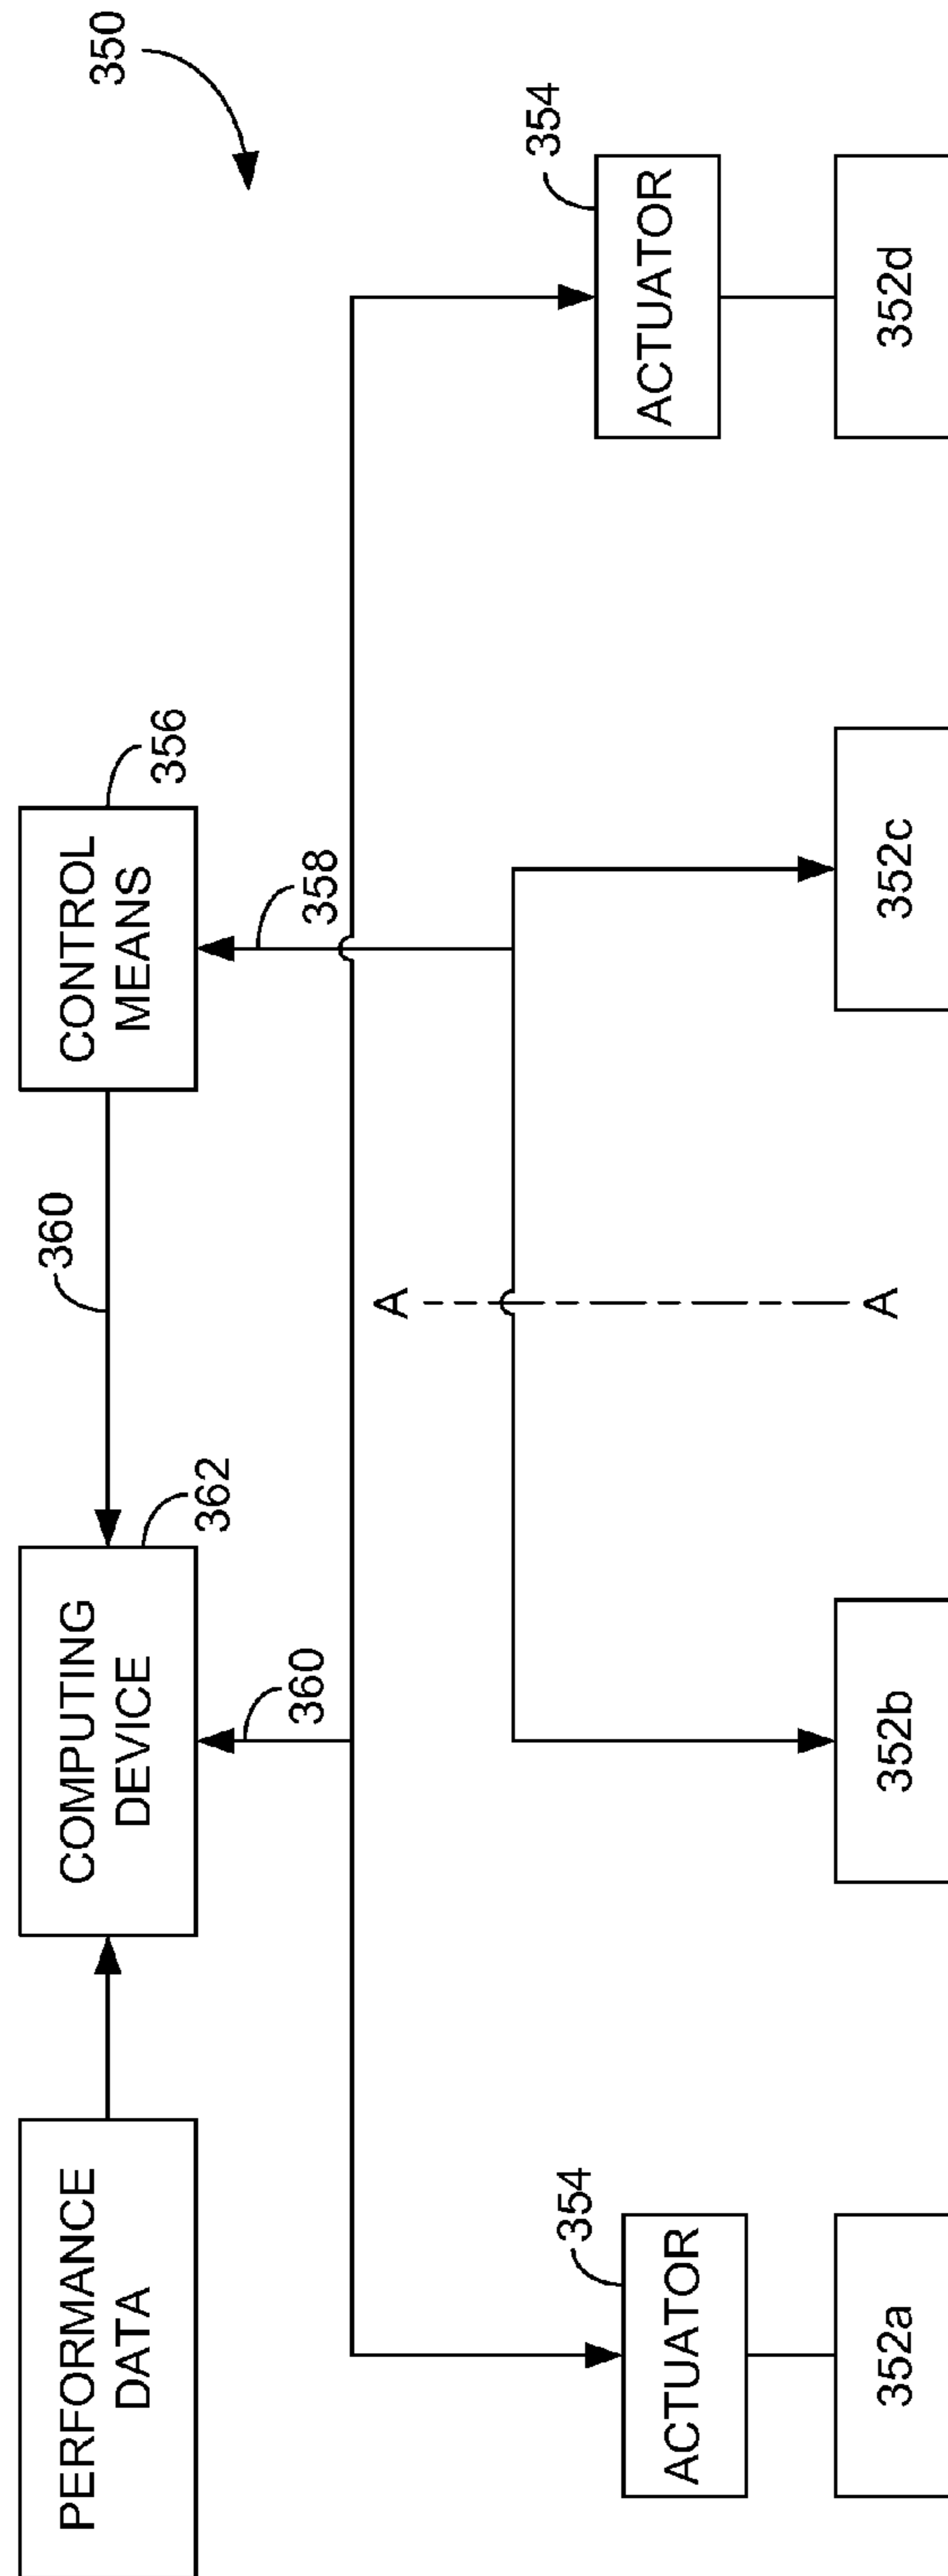 350
PERFORMANCE
DATA
COMPUTING
DEVICE
362
360
CONTROL
MEANS
356
360
358
A
A
354
ACTUATOR
354
ACTUATOR
352a
352b
352c
352d